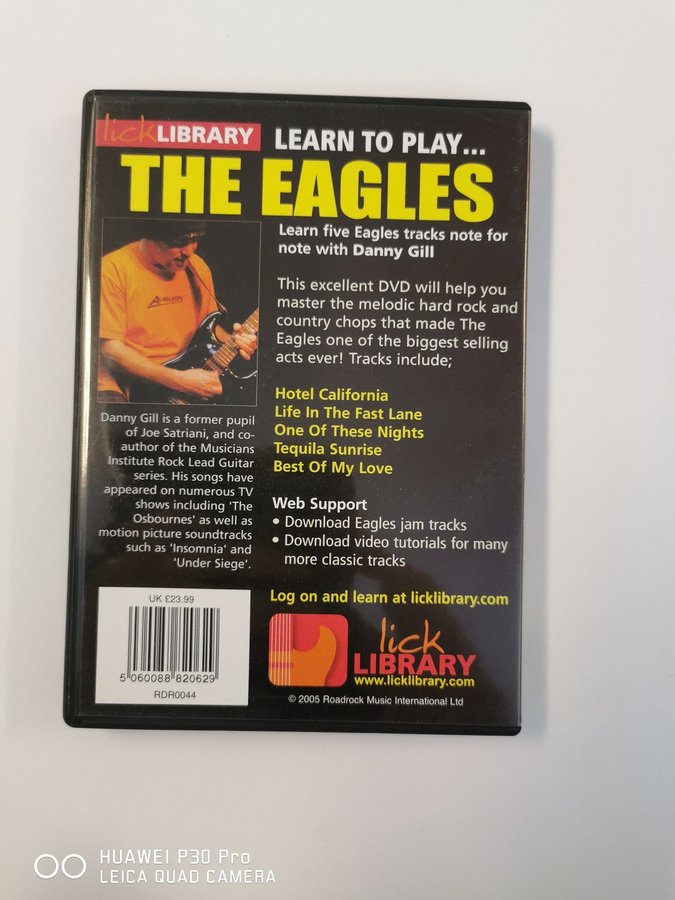 lick LIBRARY LEARN TO PLAY...
THE EAGLES
Learn five Eagles tracks note for
note with Danny Gill
This excellent DVD will help you
master the melodic hard rock and
country chops that made The
Eagles one of the biggest selling
acts ever! Tracks include;
Hotel California
Life In The Fast Lane
One Of These Nights
Tequila Sunrise
Best Of My Love
AUBURN
Danny Gill is a former pupil
of Joe Satriani, and co-
author of the Musicians
Institute Rock Lead Guitar
series. His songs have
appeared on numerous TV
shows including 'The
Osbournes' as well as
motion picture soundtracks
such as 'Insomnia' and
'Under Siege'.
Web Support
• Download Eagles jam tracks
• Download video tutorials for many
more classic tracks
Log on and learn at licklibrary.com
UK £23.99
5 060088 820629
RDR0044
lick
LIBRARY
www.licklibrary.com
© 2005 Roadrock Music International Ltd
HUAWEI P30 Pro
LEICA QUAD CAMERA